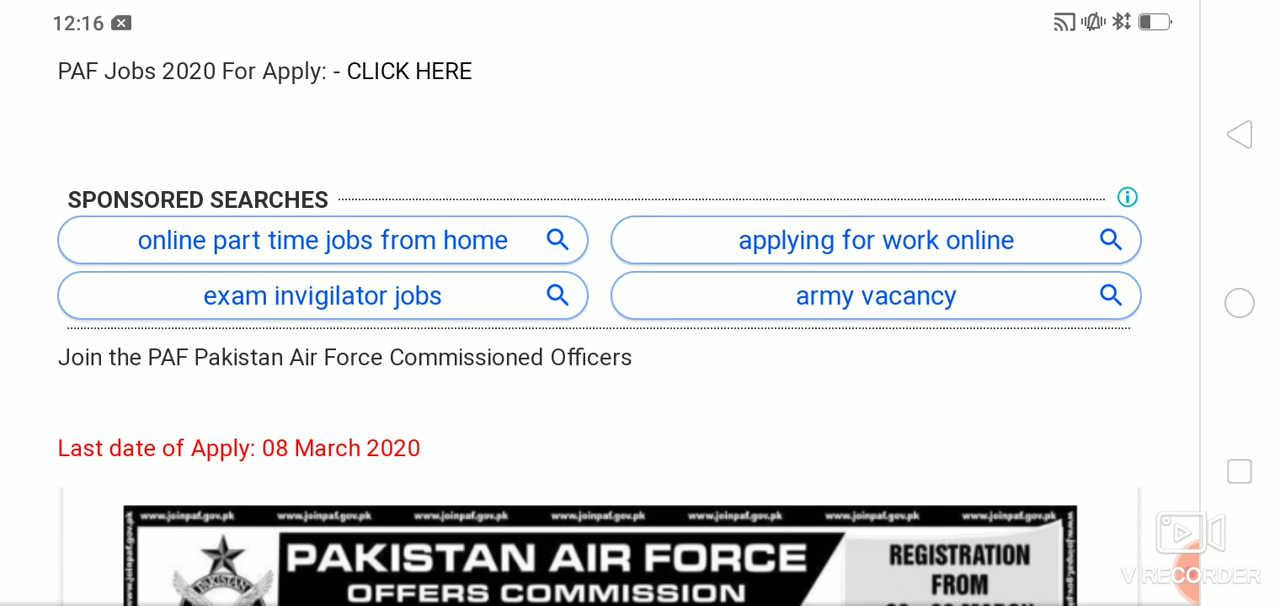 12:16
PAF Jobs 2020 For Apply: - CLICK HERE
SPONSORED SEARCHES
online part time jobs from home
applying for work online
exam invigilator jobs
army vacancy
Join the PAF Pakistan Air Force Commissioned Officers
Last date of Apply: 08 March 2020
www.joinpaf.gov.pk www.joinpaf.gov.pk www.joinpaf.gov.pk www.joinpaf.gov.pk www.joinpaf.gov.pk www.joinpaf.gov.pk www.joinpaf.gov.pk
PAKISTAN
PAKISTAN AIR FORCE
OFFERS COMMISSION
REGISTRATION
FROM
V RECORDER